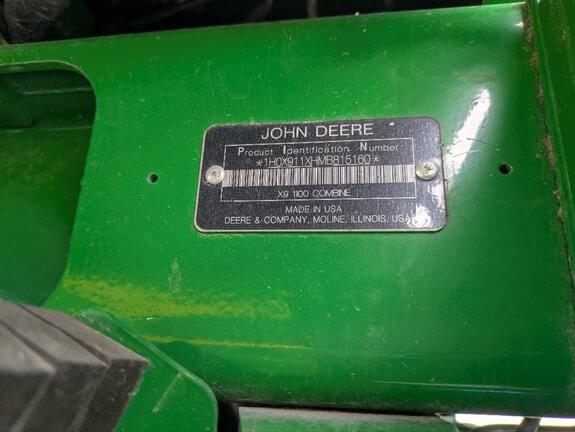 JOHN DEERE
Product Identification Number
*1H0X911XHMB815160*
X9 1100 COMBINE
MADE IN USA
DEERE & COMPANY, MOLINE, ILLINOIS, USA